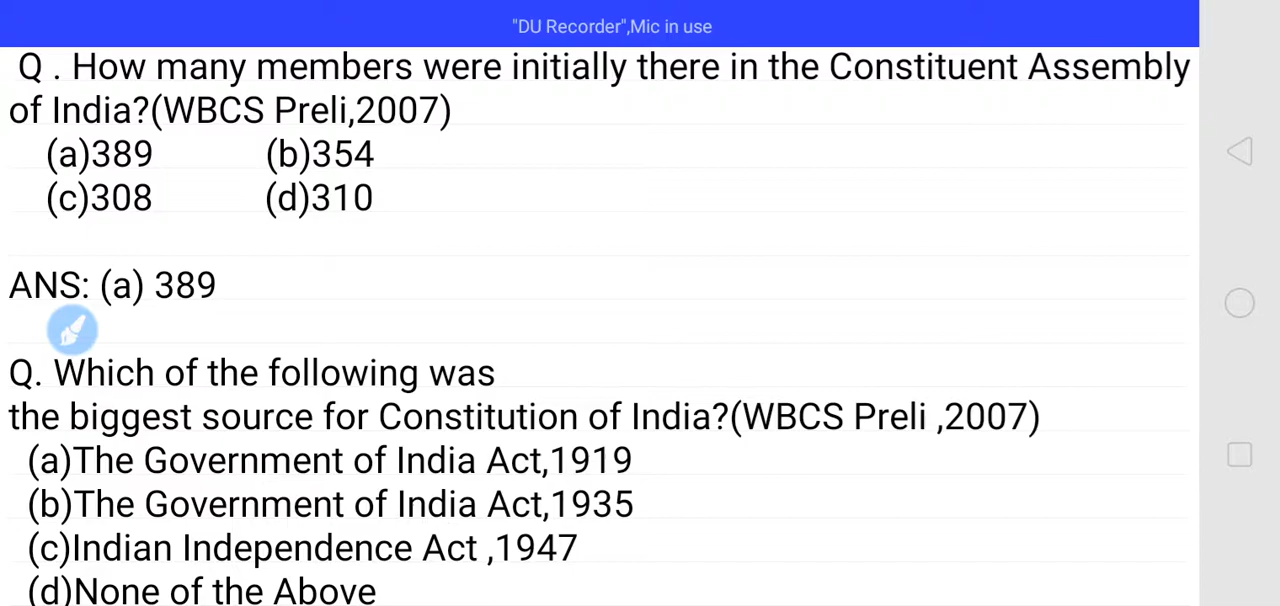 "DU Recorder",Mic in use
Q . How many members were initially there in the Constituent Assembly
of India?(WBCS Preli,2007)
(a)389 (b)354
(c)308 (d)310
ANS: (a) 389
Q. Which of the following was
the biggest source for Constitution of India?(WBCS Preli ,2007)
(a)The Government of India Act,1919
(b)The Government of India Act,1935
(c)Indian Independence Act ,1947
(d)None of the Above